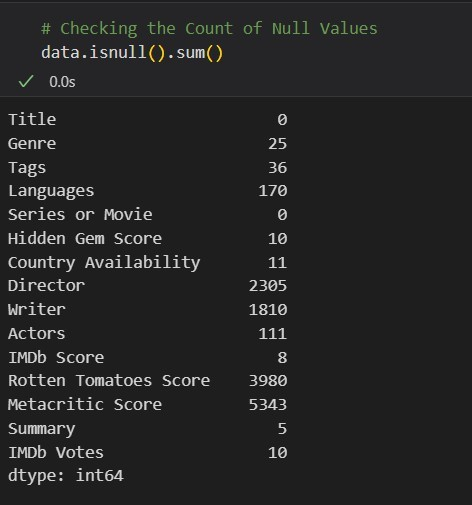 # Checking the Count of Null Values
data.isnull().sum()
0.0s
Title 0
Genre 25
Tags 36
Languages 170
Series or Movie 0
Hidden Gem Score 10
Country Availability 11
Director 2305
Writer 1810
Actors 111
IMDb Score 8
Rotten Tomatoes Score 3980
Metacritic Score 5343
Summary 5
IMDb Votes 10
dtype: int64